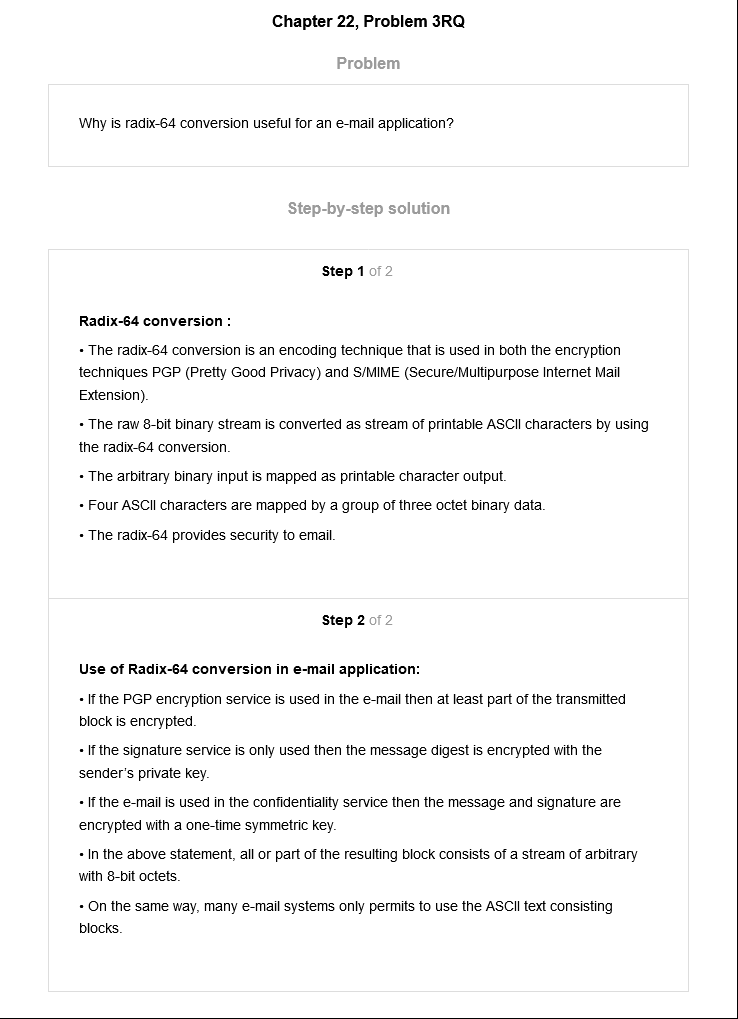 Chapter 22, Problem 3RQ
Problem
Why is radix-64 conversion useful for an e-mail application?
Step-by-step solution
Step 1 of 2
Radix-64 conversion :
• The radix-64 conversion is an encoding technique that is used in both the encryption
techniques PGP (Pretty Good Privacy) and S/MIME (Secure/Multipurpose Internet Mail
Extension).
• The raw 8-bit binary stream is converted as stream of printable ASCII characters by using
the radix-64 conversion.
• The arbitrary binary input is mapped as printable character output.
• Four ASCII characters are mapped by a group of three octet binary data.
• The radix-64 provides security to email.
Step 2 of 2
Use of Radix-64 conversion in e-mail application:
• If the PGP encryption service is used in the e-mail then at least part of the transmitted
block is encrypted.
• If the signature service is only used then the message digest is encrypted with the
sender’s private key.
• If the e-mail is used in the confidentiality service then the message and signature are
encrypted with a one-time symmetric key.
• In the above statement, all or part of the resulting block consists of a stream of arbitrary
with 8-bit octets.
• On the same way, many e-mail systems only permits to use the ASCII text consisting
blocks.